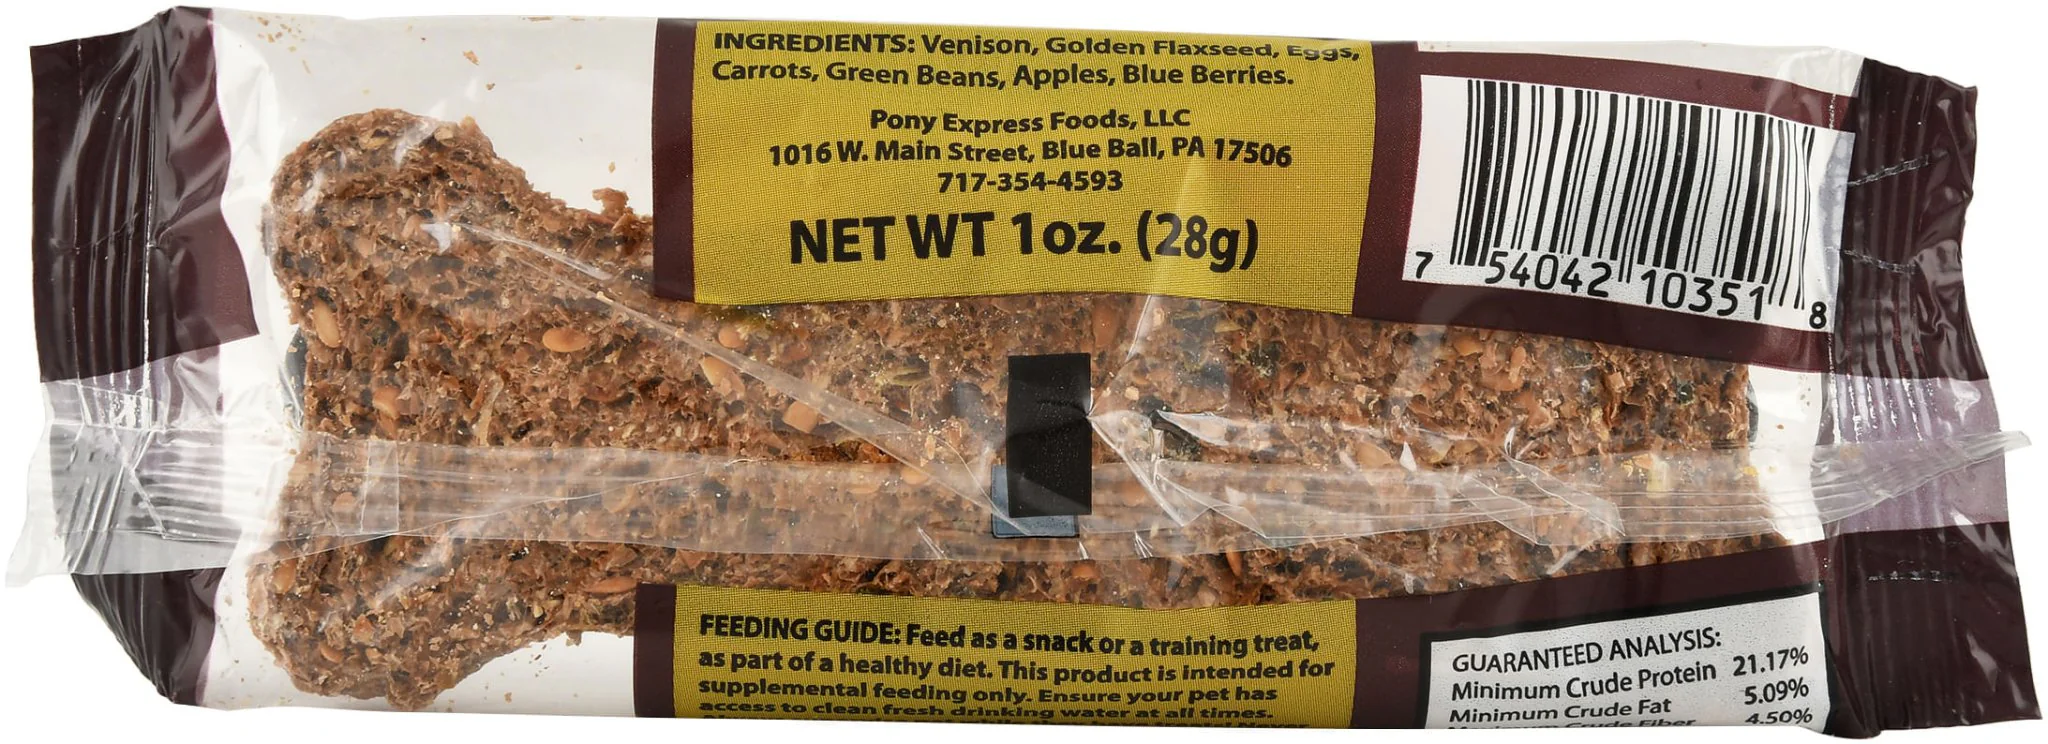 INGREDIENTS: Venison, Golden Flaxseed, Eggs,
Carrots, Green Beans, Apples, Blue Berries.
Pony Express Foods, LLC
1016 W. Main Street, Blue Ball, PA 17506
717-354-4593
NET WT 1oz. (28g)
7 54042 10351 8
FEEDING GUIDE: Feed as a snack or a training treat,
as part of a healthy diet. This product is intended for
supplemental feeding only. Ensure your pet has
access to clean fresh drinking water at all times.
GUARANTEED ANALYSIS:
Minimum Crude Protein 21.17%
Minimum Crude Fat 5.09%
Maximum Crude Fiber 4.50%